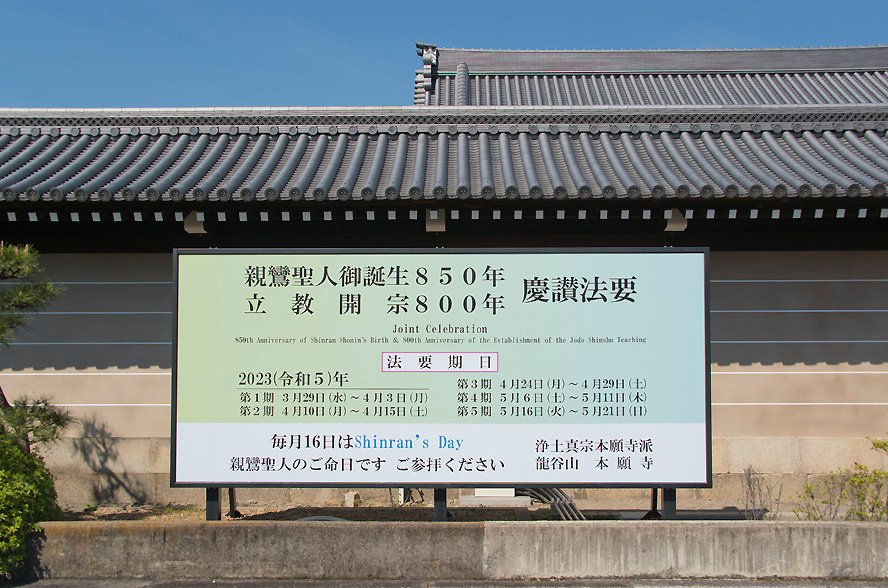 親鸞聖人御誕生８５０年
立教開宗８００年
慶讃法要
Joint Celebration
850th Anniversary of Shinran Shonin's Birth & 800th Anniversary of the Establishment of the Jodo Shinshu Teaching
法要期日
2023(令和５)年
第１期 ３月29日(水)～４月３日(月)
第２期 ４月10日(月)～４月15日(土)
第３期 ４月24日(月)～４月29日(土)
第４期 ５月６日(土)～５月11日(木)
第５期 ５月16日(火)～５月21日(日)
毎月16日はShinran's Day
親鸞聖人のご命日です ご参拝ください
浄土真宗本願寺派
龍谷山 本願寺